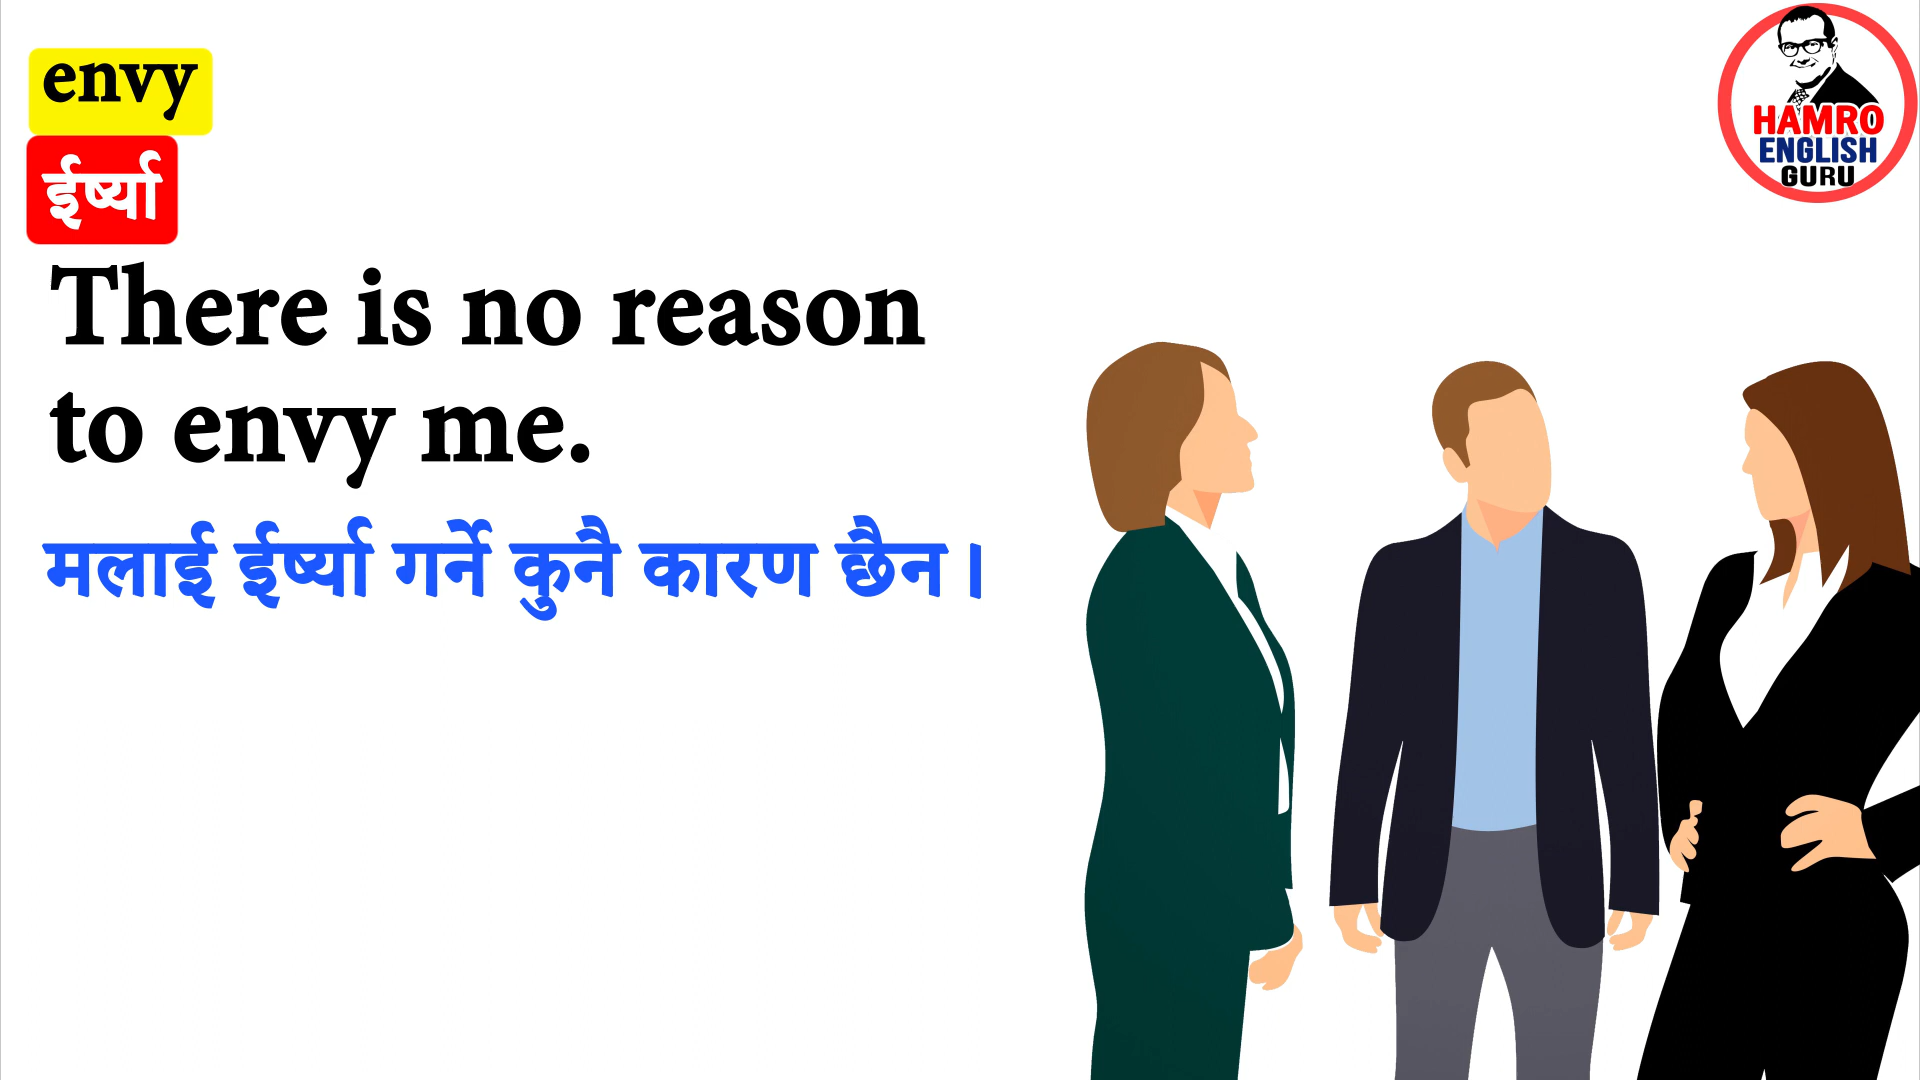 envy
ईर्ष्या
There is no reason
to envy me.
मलाई ईर्ष्या गर्ने कुनै कारण छैन।
HAMRO
ENGLISH
GURU